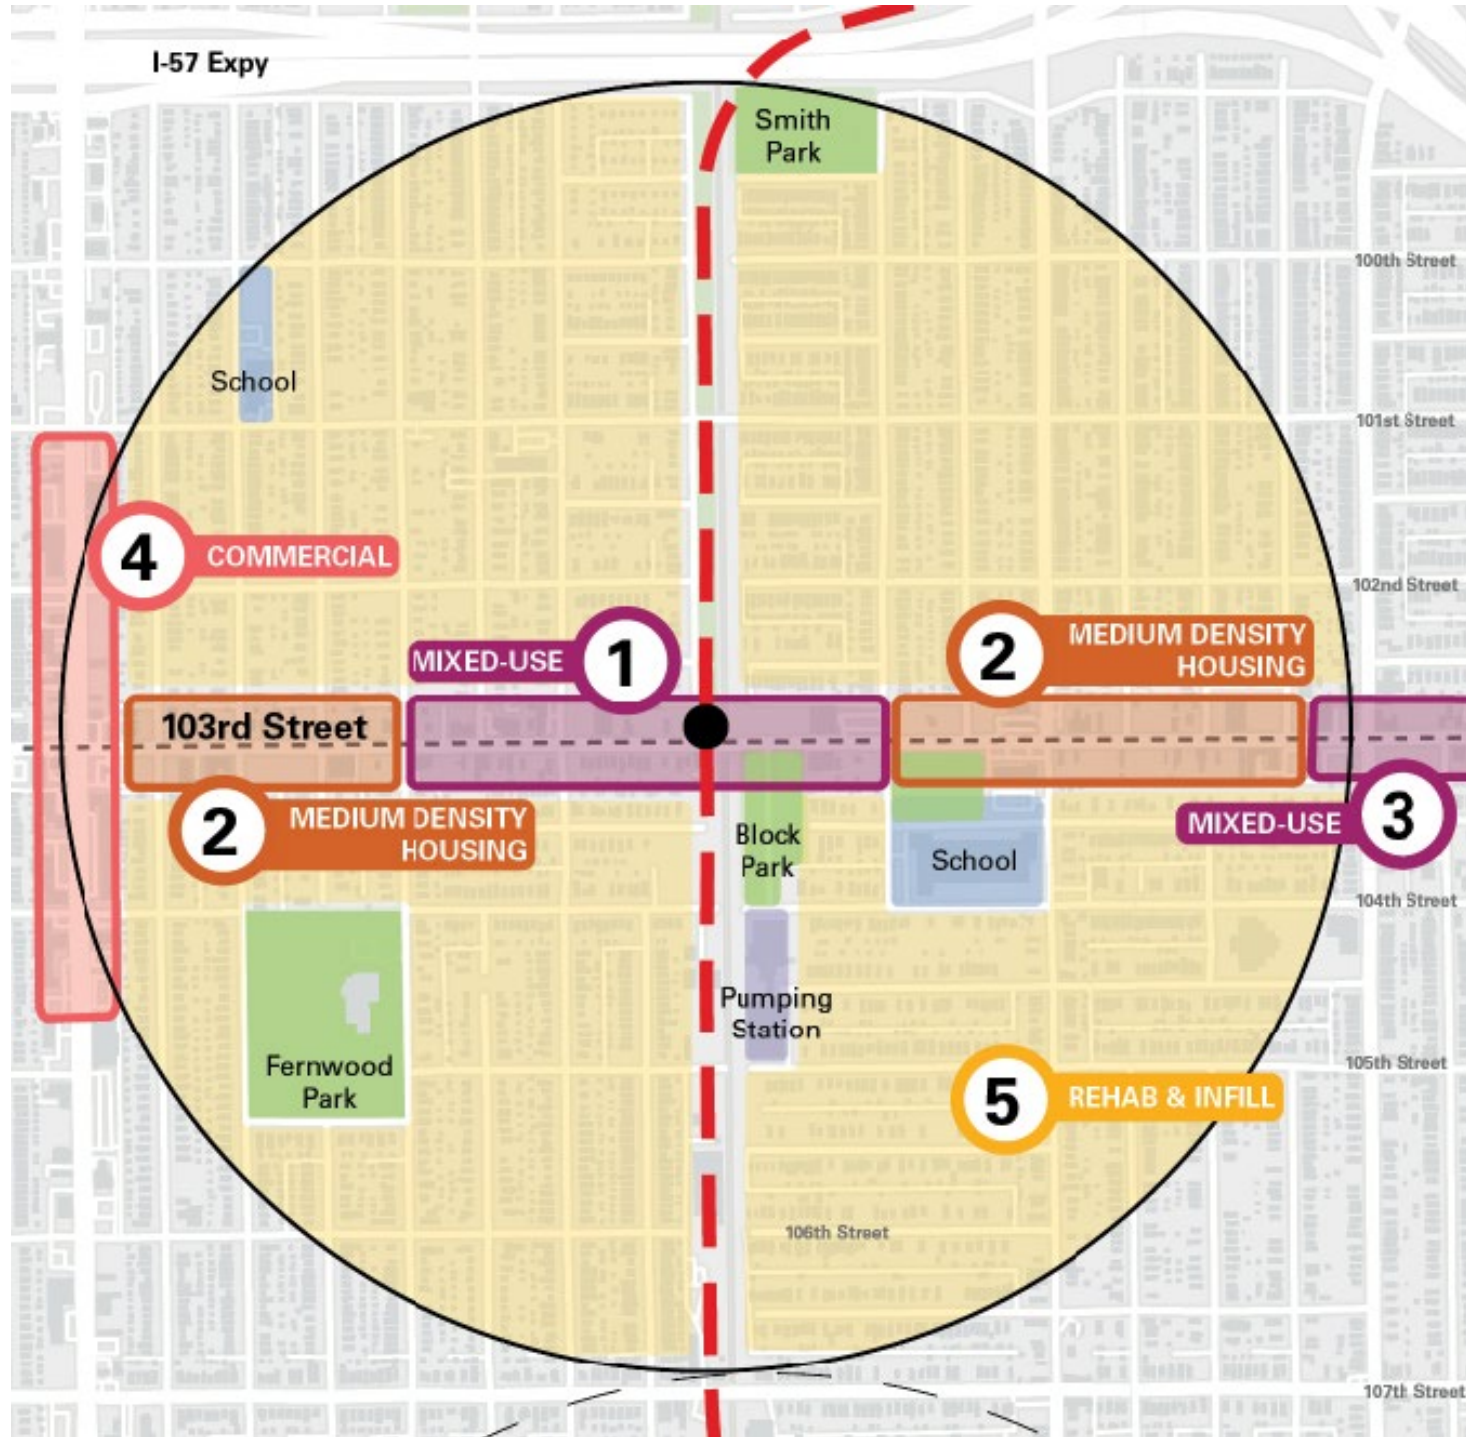 I-57 Expy
Smith
Park
100th Street
School
101st Street
4 COMMERCIAL
102nd Street
MIXED-USE 1
2 MEDIUM DENSITY
HOUSING
103rd Street
2 MEDIUM DENSITY
HOUSING
MIXED-USE 3
Block
Park
School
104th Street
Pumping
Station
Fernwood
Park
105th Street
5 REHAB & INFILL
106th Street
107th Street